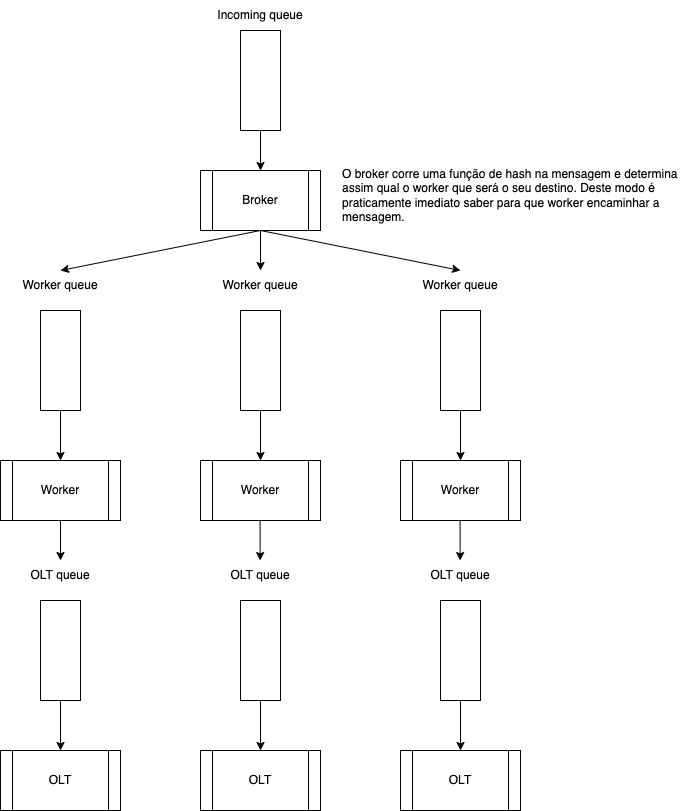 Incoming queue
Broker
O broker corre uma função de hash na mensagem e determina
assim qual o worker que será o seu destino. Deste modo é
praticamente imediato saber para que worker encaminhar a
mensagem.
Worker queue
Worker queue
Worker queue
Worker
Worker
Worker
OLT queue
OLT queue
OLT queue
OLT
OLT
OLT